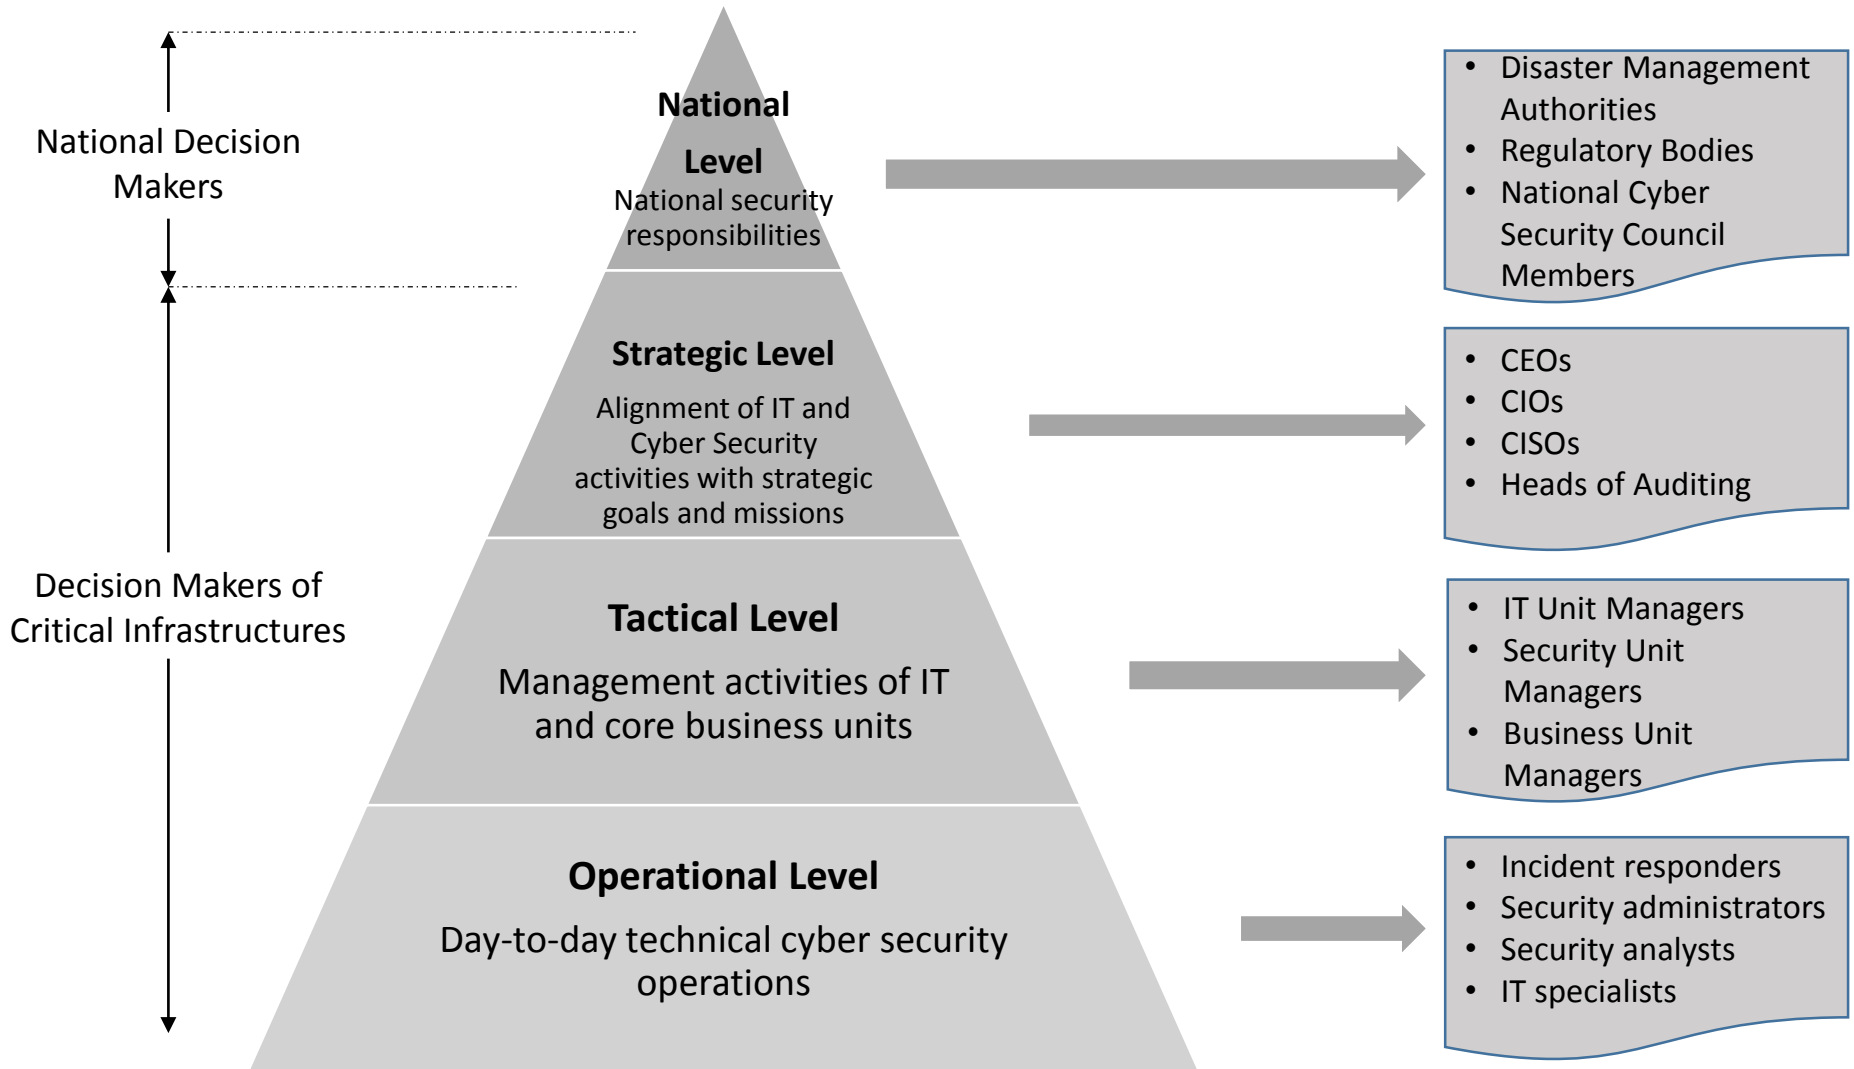 National Decision
Makers
Decision Makers of
Critical Infrastructures
National
Level
National security
responsibilities
Strategic Level
Alignment of IT and
Cyber Security
activities with strategic
goals and missions
Tactical Level
Management activities of IT
and core business units
Operational Level
Day-to-day technical cyber security
operations
• Disaster Management
Authorities
• Regulatory Bodies
• National Cyber
Security Council
Members
• CEOs
• CIOs
• CISOs
• Heads of Auditing
• IT Unit Managers
• Security Unit
Managers
• Business Unit
Managers
• Incident responders
• Security administrators
• Security analysts
• IT specialists